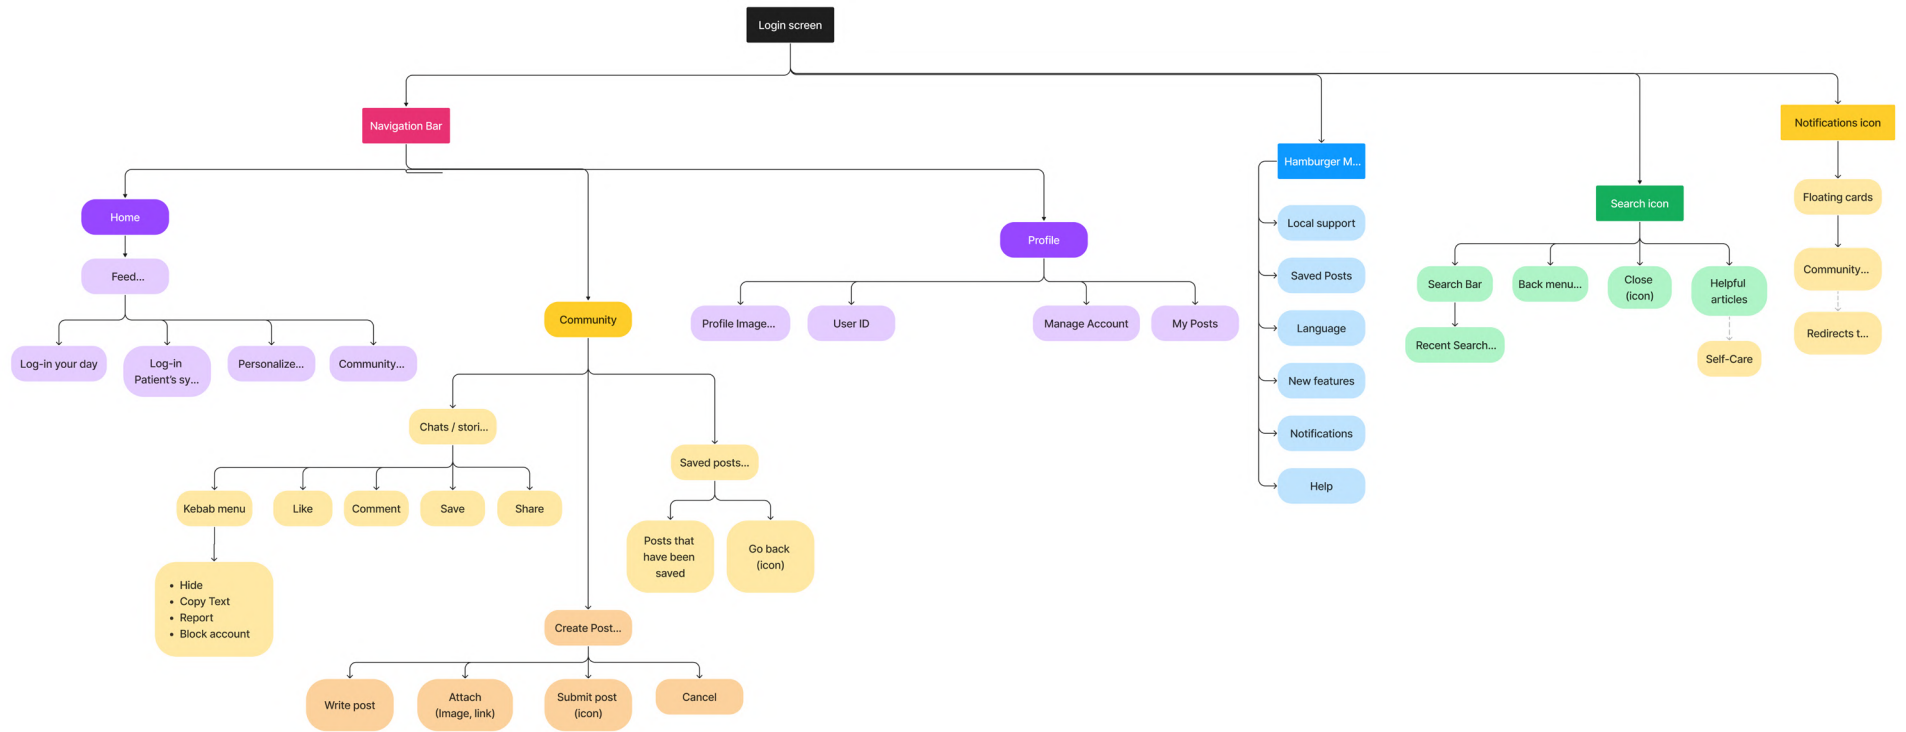 Login screen
Navigation Bar
Home
Feed...
Log-in your day
Log-in
Patient's sy...
Personalize...
Community...
Community
Chats / stori...
Kebab menu
Like
Comment
Save
Share
• Hide
• Copy Text
• Report
• Block account
Saved posts...
Posts that
have been
saved
Go back
(icon)
Create Post...
Write post
Attach
(Image, link)
Submit post
(icon)
Cancel
Profile
Profile Image...
User ID
Manage Account
My Posts
Hamburger M...
Local support
Saved Posts
Language
New features
Notifications
Help
Search icon
Search Bar
Recent Search...
Back menu...
Close
(icon)
Helpful
articles
Self-Care
Notifications icon
Floating cards
Community...
Redirects t...